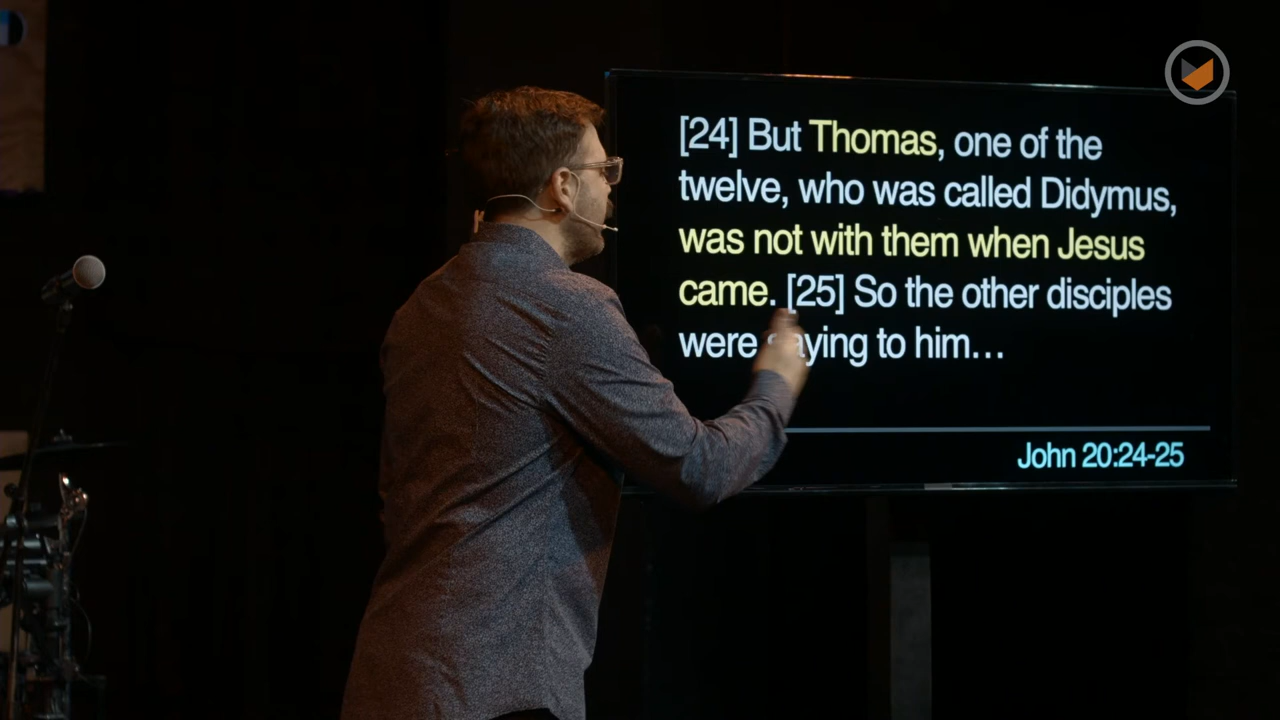 [24] But Thomas, one of the
twelve, who was called Didymus,
was not with them when Jesus
came. [25] So the other disciples
were saying to him…
John 20:24-25